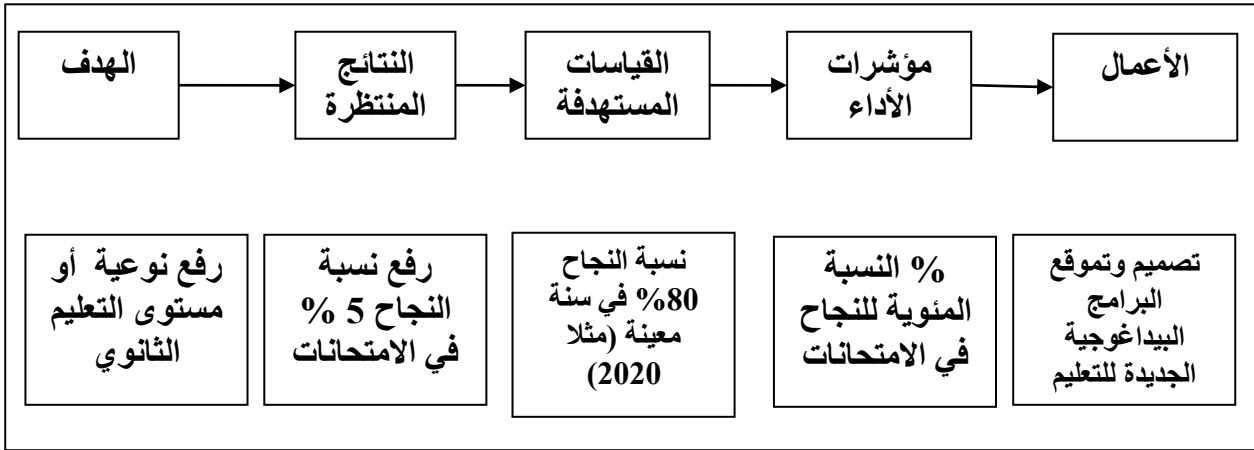 الهدف
النتائج
المنتظرة
القياسات
المستهدفة
مؤشرات
الأداء
الأعمال
رفع نوعية أو
مستوى التعليم
الثانوي
رفع نسبة
النجاح 5 %
في الامتحانات
نسبة النجاح
80% في سنة
معينة (مثلا
2020)
% النسبة
المئوية للنجاح
في الامتحانات
تصميم وتموقع
البرامج
البيداغوجية
الجديدة للتعليم